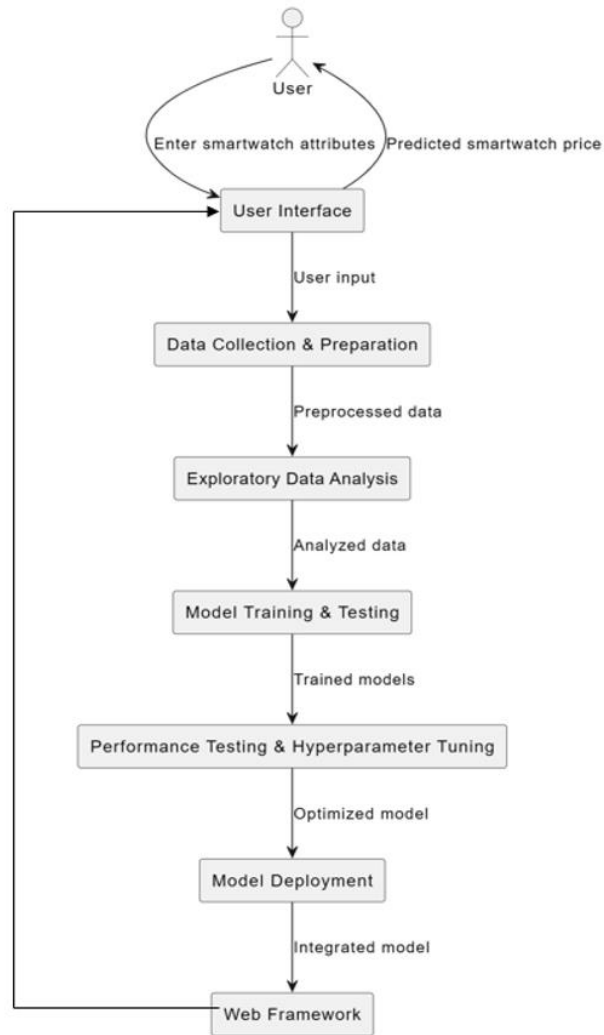 User
Enter smartwatch attributes
Predicted smartwatch price
User Interface
User input
Data Collection & Preparation
Preprocessed data
Exploratory Data Analysis
Analyzed data
Model Training & Testing
Trained models
Performance Testing & Hyperparameter Tuning
Optimized model
Model Deployment
Integrated model
Web Framework